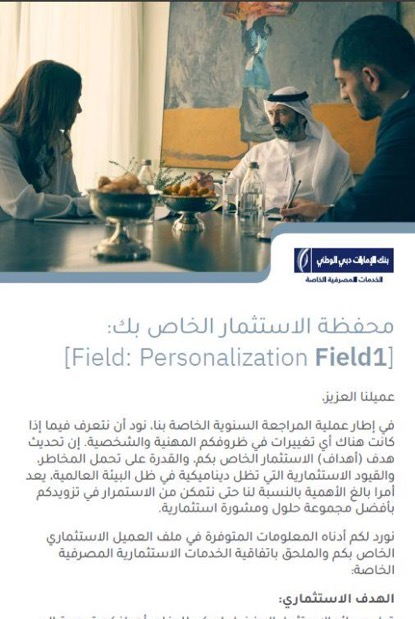 بنك الإمارات دبي الوطني
الخدمات المصرفية الخاصة
محفظة الاستثمار الخاص بك:
[Field: Personalization Field1]
عميلنا العزيز،
في إطار عملية المراجعة السنوية الخاصة بنا، نود أن نتعرف فيما إذا
كانت هناك أي تغييرات في ظروفكم المهنية والشخصية. إن تحديث
هدف (أهداف) الاستثمار الخاص بكم، والقدرة على تحمل المخاطر،
والقيود الاستثمارية التي تظل ديناميكية في ظل البيئة العالمية، يعد
أمرا بالغ الأهمية بالنسبة لنا حتى نتمكن من الاستمرار في تزويدكم
بأفضل مجموعة حلول ومشورة استثمارية.
نورد لكم أدناه المعلومات المتوفرة في ملف العميل الاستثماري
الخاص بكم والملحق باتفاقية الخدمات الاستثمارية المصرفية
الخاصة:
الهدف الاستثماري: